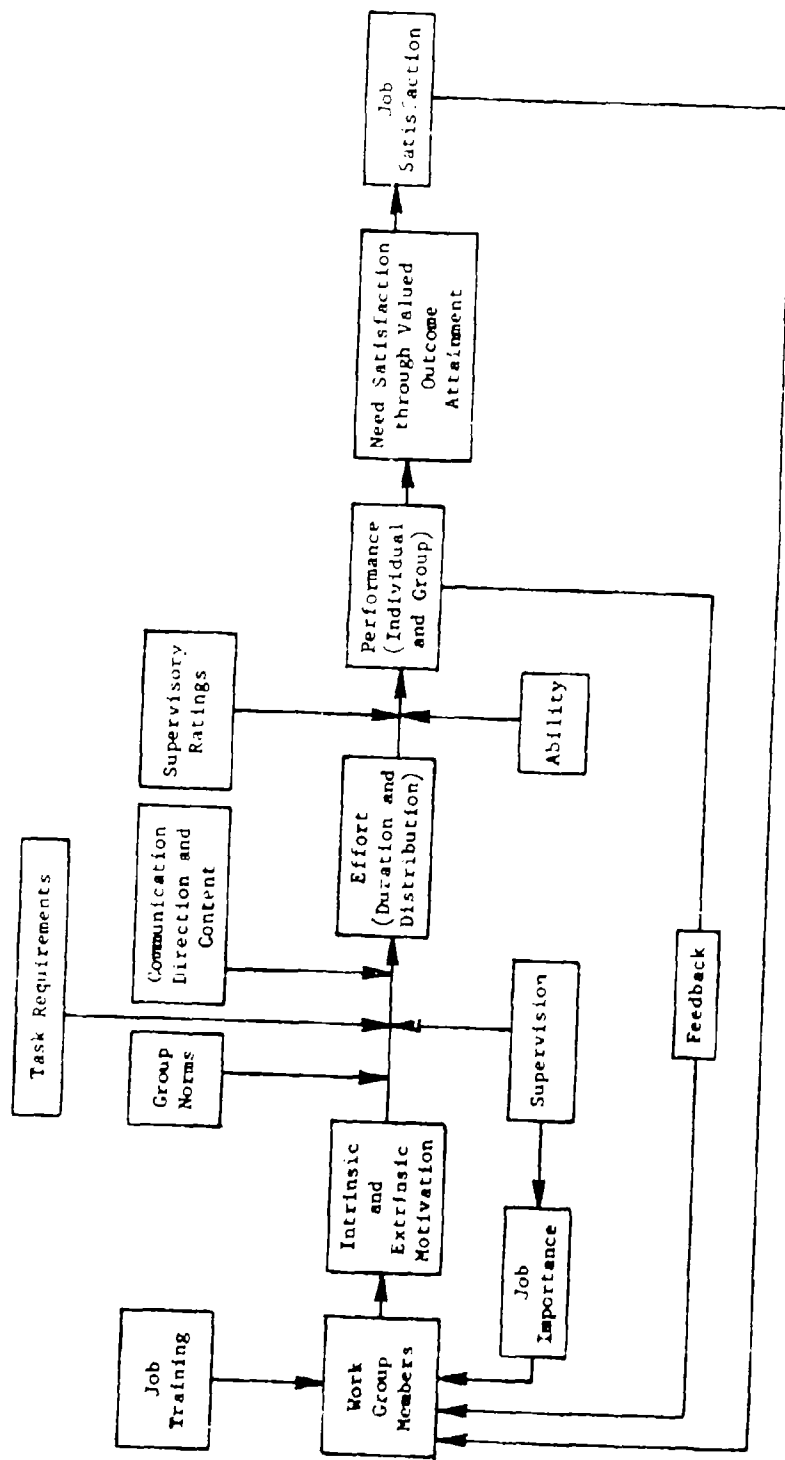 Task Requirements
Job
Training
Group
Norms
Communication
Direction and
Content
Supervisory
Ratings
Work
Group
Members
Intrinsic
and
Extrinsic
Motivation
Effort
(Duration and
Distribution)
Performance
(Individual
and Group)
Need Satisfaction
through Valued
Outcome
Attainment
Job
Satisfaction
Job
Importance
Supervision
Ability
Feedback